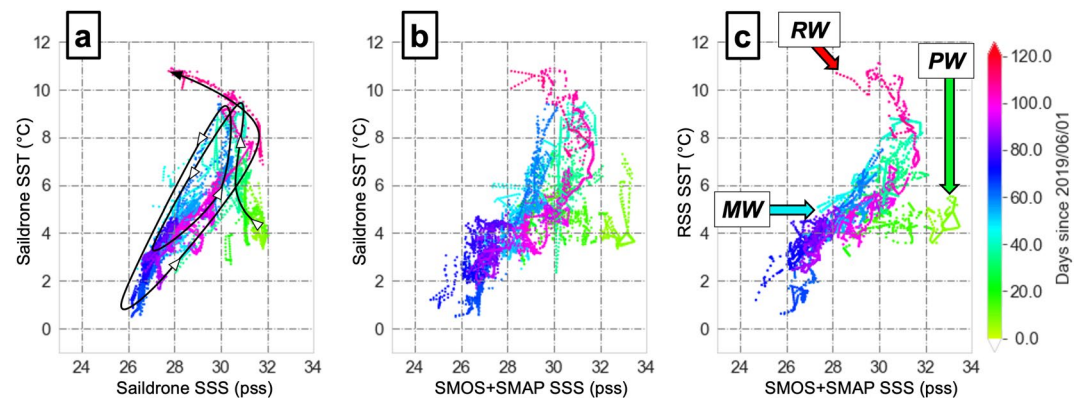 a
12
10
8
6
4
2
0
Saildrone SST (°C)
24 26 28 30 32 34
Saildrone SSS (pss)
b
12
10
8
6
4
2
0
Saildrone SST (°C)
24 26 28 30 32 34
SMOS+SMAP SSS (pss)
c
RW
PW
MW
12
10
8
6
4
2
0
RSS SST (°C)
24 26 28 30 32 34
SMOS+SMAP SSS (pss)
120.0
100.0
80.0
60.0
40.0
20.0
0.0
Days since 2019/06/01